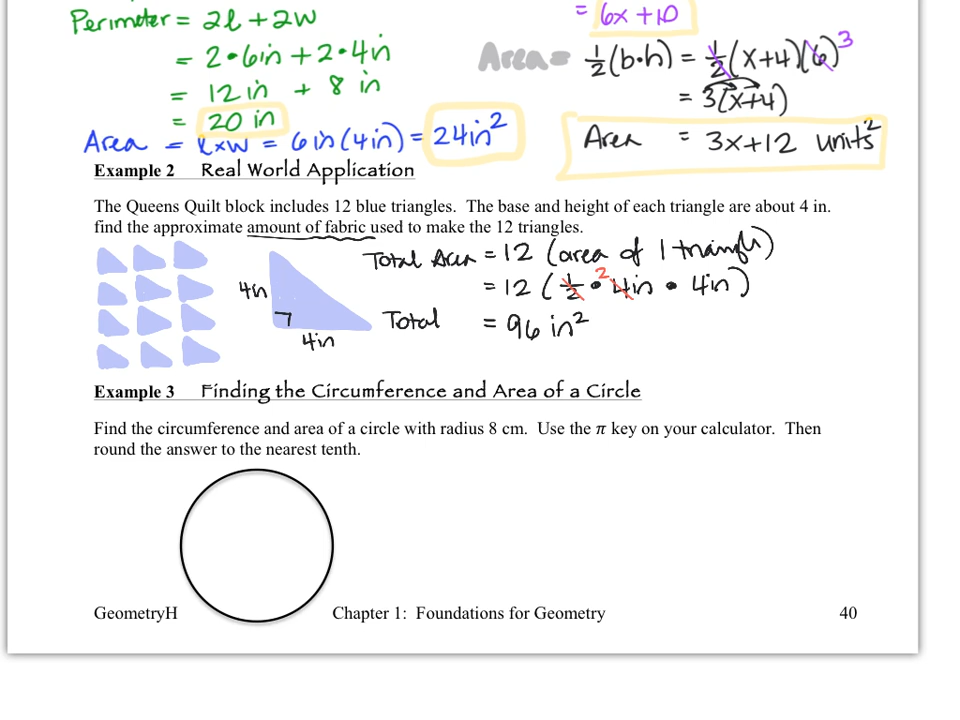 Perimeter = 2l + 2w
= 2•6in + 2•4in
= 12in + 8 in
= 20 in
Area = lxw = 6in(4in) = 24in²
= 6x +10
Area = ½(b•h) = ½(x+4)(6) 3
= 3(x+4)
Area = 3x+12 units²
Example 2 Real World Application
The Queens Quilt block includes 12 blue triangles. The base and height of each triangle are about 4 in.
find the approximate amount of fabric used to make the 12 triangles.
4in
4in
Total Area = 12 (area of 1 triangle)
= 12 (½ • 4in • 4in) 2
Total = 96 in²
Example 3 Finding the Circumference and Area of a Circle
Find the circumference and area of a circle with radius 8 cm. Use the π key on your calculator. Then
round the answer to the nearest tenth.
GeometryH Chapter 1: Foundations for Geometry 40